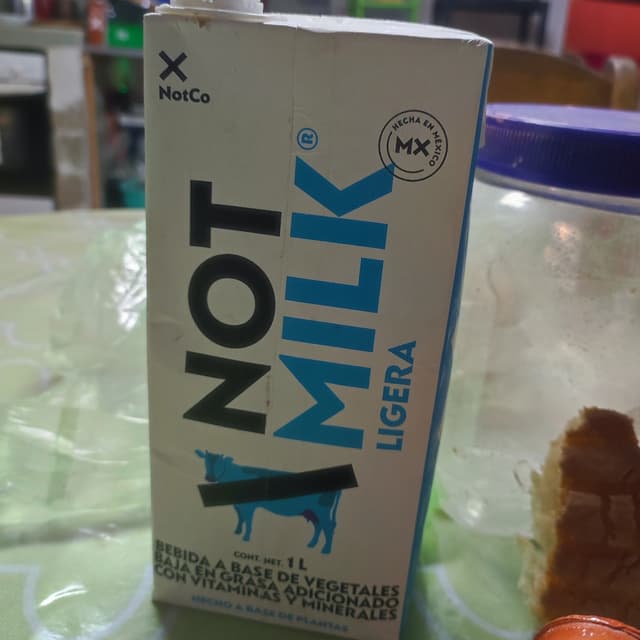 NotCo
HECHA EN MÉXICO
MX
NOT
MILK®
LIGERA
CONT. NET. 1 L
BEBIDA A BASE DE VEGETALES
BAJA EN GRASA ADICIONADO
CON VITAMINAS Y MINERALES
HECHO A BASE DE PLANTAS